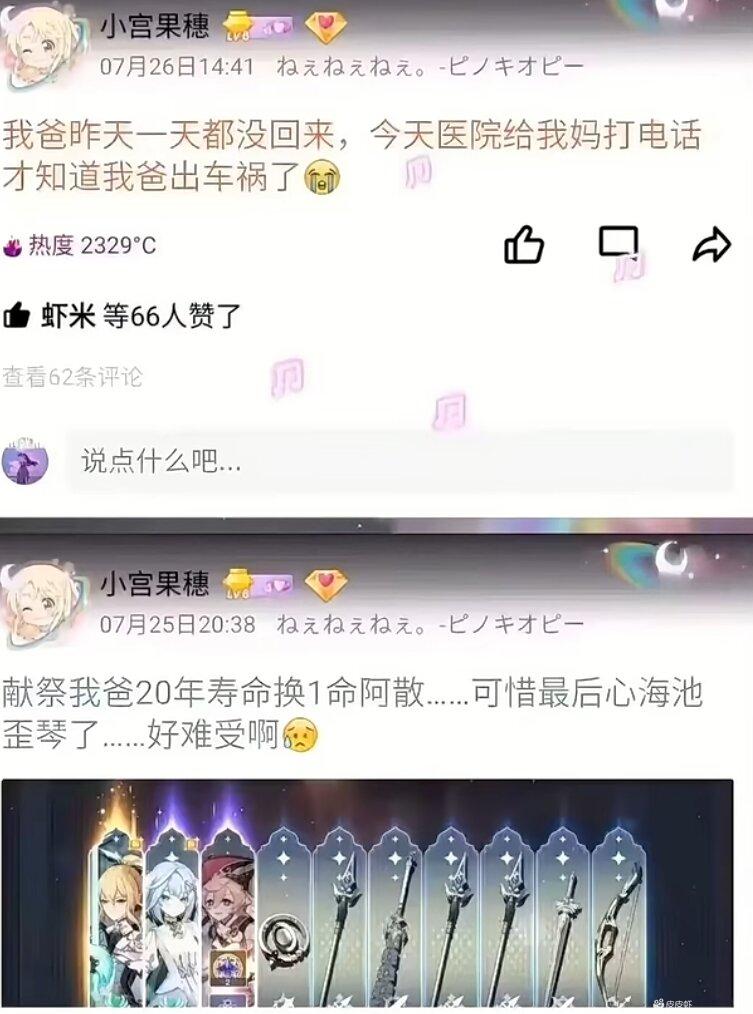 小宫果穗 LV8
07月26日14:41 ねぇねぇねぇ。-ピノキオピー
我爸昨天一天都没回来，今天医院给我妈打电话
才知道我爸出车祸了😭
热度 2329°C
虾米 等66人赞了
查看62条评论
说点什么吧...
小宫果穗 LV8
07月25日20:38 ねぇねぇねぇ。-ピノキオピー
献祭我爸20年寿命换1命阿散……可惜最后心海池
歪琴了……好难受啊😟
2
皮皮虾